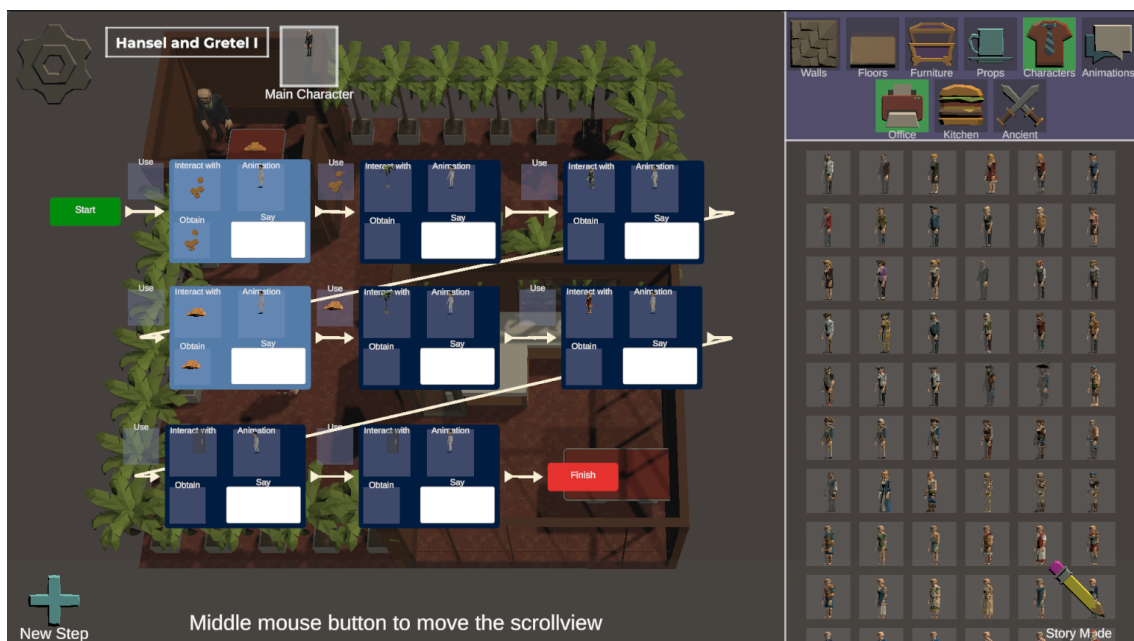 Hansel and Gretel I
Main Character
Walls
Floors
Furniture
Props
Characters
Animations
Office
Kitchen
Ancient
Start
Use
Interact with
Animation
Obtain
Say
Use
Interact with
Animation
Obtain
Say
Use
Interact with
Animation
Obtain
Say
Use
Interact with
Animation
Obtain
Say
Use
Interact with
Animation
Obtain
Say
Use
Interact with
Animation
Obtain
Say
Use
Interact with
Animation
Obtain
Say
Use
Interact with
Animation
Obtain
Say
Finish
New Step
Middle mouse button to move the scrollview
Story Mode